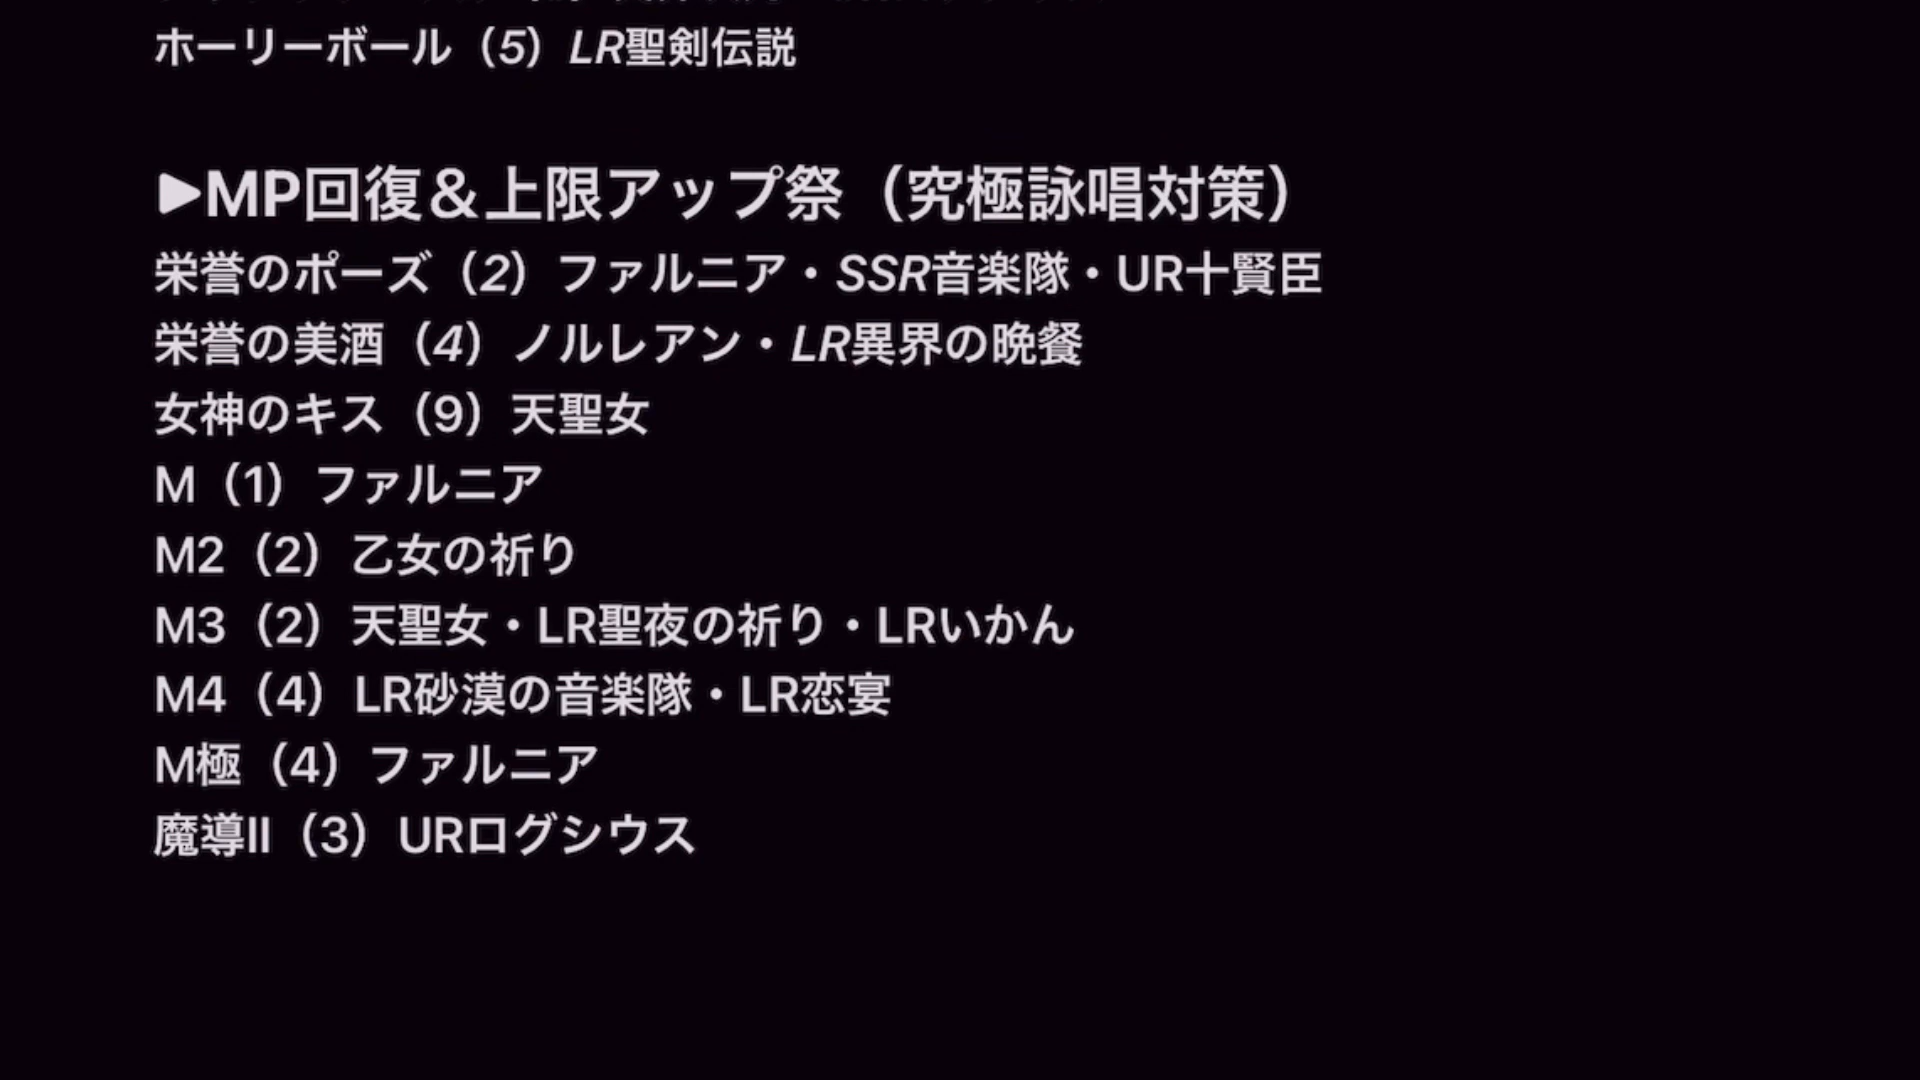 ホーリーボール（5）LR聖剣伝説
▶MP回復＆上限アップ祭（究極詠唱対策）
栄誉のポーズ（2）ファルニア・SSR音楽隊・UR十賢臣
栄誉の美酒（4）ノルレアン・LR異界の晩餐
女神のキス（9）天聖女
M（1）ファルニア
M2（2）乙女の祈り
M3（2）天聖女・LR聖夜の祈り・LRいかん
M4（4）LR砂漠の音楽隊・LR恋宴
M極（4）ファルニア
魔導II（3）URログシウス